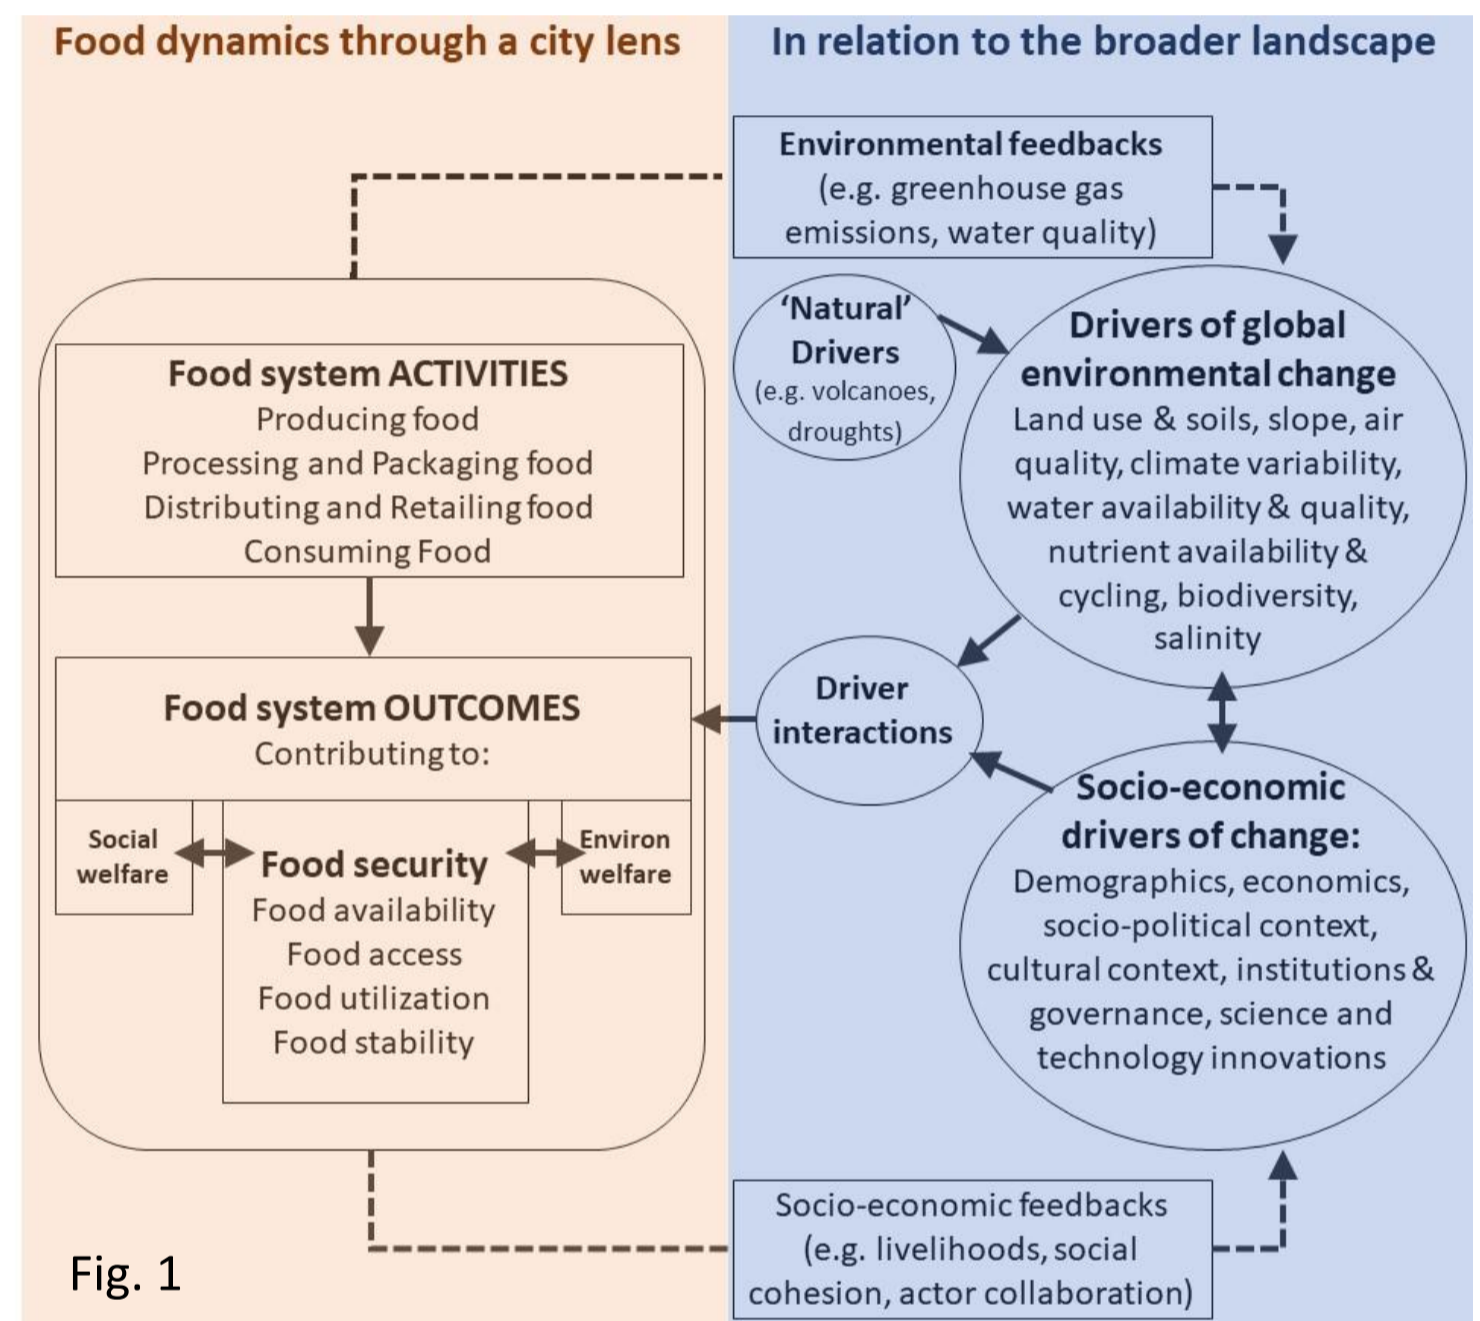 Food dynamics through a city lens
In relation to the broader landscape
Environmental feedbacks
(e.g. greenhouse gas
emissions, water quality)
‘Natural’
Drivers
(e.g. volcanoes,
droughts)
Drivers of global
environmental change
Land use & soils, slope, air
quality, climate variability,
water availability & quality,
nutrient availability &
cycling, biodiversity,
salinity
Food system ACTIVITIES
Producing food
Processing and Packaging food
Distributing and Retailing food
Consuming Food
Food system OUTCOMES
Contributing to:
Driver
interactions
Social
welfare
Food security
Food availability
Food access
Food utilization
Food stability
Environ
welfare
Socio-economic
drivers of change:
Demographics, economics,
socio-political context,
cultural context, institutions &
governance, science and
technology innovations
Socio-economic feedbacks
(e.g. livelihoods, social
cohesion, actor collaboration)
Fig. 1